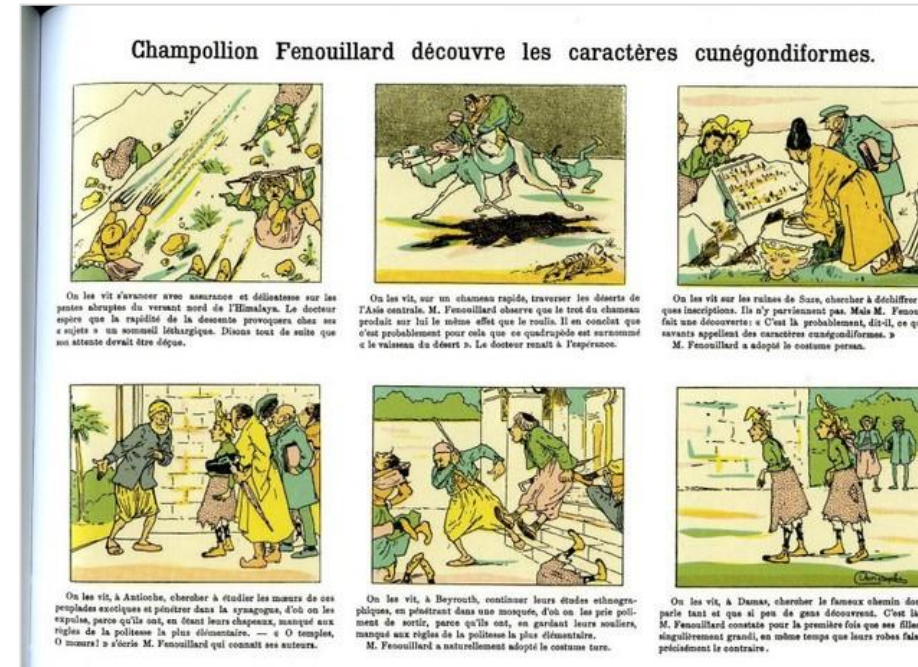 Champollion Fenouillard découvre les caractères cunégondiformes.
On les vit s'avancer avec assurance et délicatesse sur les
pentes abruptes du versant nord de l'Himalaya. Le docteur
espère que la rapidité de la descente provoquera chez ses
« sujets » un sommeil léthargique. Disons tout de suite que
son attente devait être déçue.
On les vit, sur un chameau rapide, traverser les déserts de
l'Asie centrale. M. Fenouillard observe que le trot du chameau
produit sur lui le même effet que le roulis. Il en conclut que
c'est probablement pour cela que ce quadrupède est surnommé
« le vaisseau du désert ». Le docteur renaît à l'espérance.
On les vit sur les ruines de Suze, chercher à déchiffrer
ques inscriptions. Ils n'y parviennent pas. Mais M. Fenou
fait une découverte: « C'est là probablement, dit-il, ce q
savants appellent des caractères cunégondiformes. »
M. Fenouillard a adopté le costume persan.
On les vit, à Antioche, chercher à étudier les mœurs de ces
peuplades exotiques et pénétrer dans la synagogue, d'où on les
expulse, parce qu'ils ont, en ôtant leurs chapeaux, manqué aux
règles de la politesse la plus élémentaire. — « O temples,
O mœurs! » s'écrie M. Fenouillard qui connaît ses auteurs.
On les vit, à Beyrouth, continuer leurs études ethnogra-
phiques, en pénétrant dans une mosquée, d'où on les prie poli-
ment de sortir, parce qu'ils ont, en gardant leurs souliers,
manqué aux règles de la politesse la plus élémentaire.
M. Fenouillard a naturellement adopté le costume turc.
Christophe
On les vit, à Damas, chercher le fameux chemin do
parle tant et que si peu de gens découvrent. C'est là
M. Fenouillard constate pour la première fois que ses filles
singulièrement grandi, en même temps que leurs robes fais
précisément le contraire.